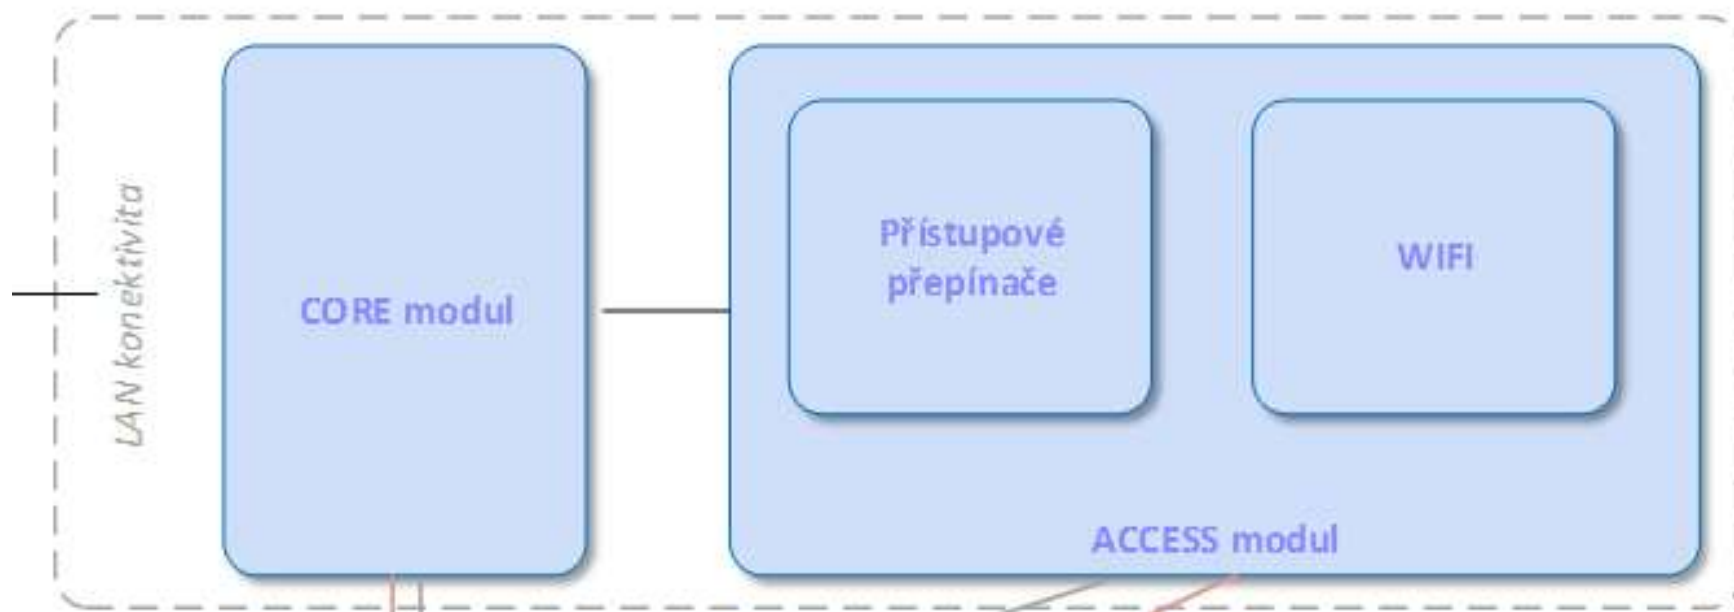 LAN konektivita
CORE modul
Přístupové
přepínače
WIFI
ACCESS modul